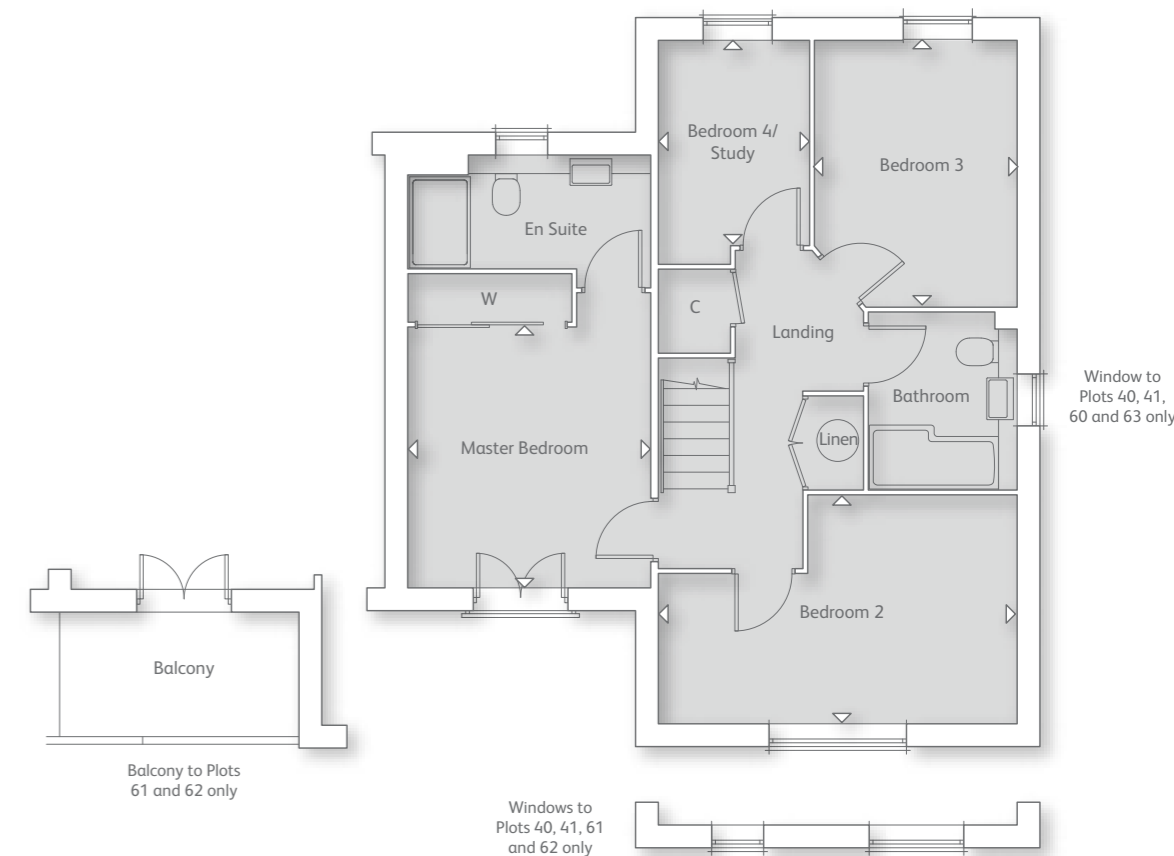 Bedroom 4/
Study
Bedroom 3
En Suite
W
C
Landing
Bathroom
Window to
Plots 40, 41,
60 and 63 only
Master Bedroom
Linen
Bedroom 2
Balcony
Balcony to Plots
61 and 62 only
Windows to
Plots 40, 41, 61
and 62 only